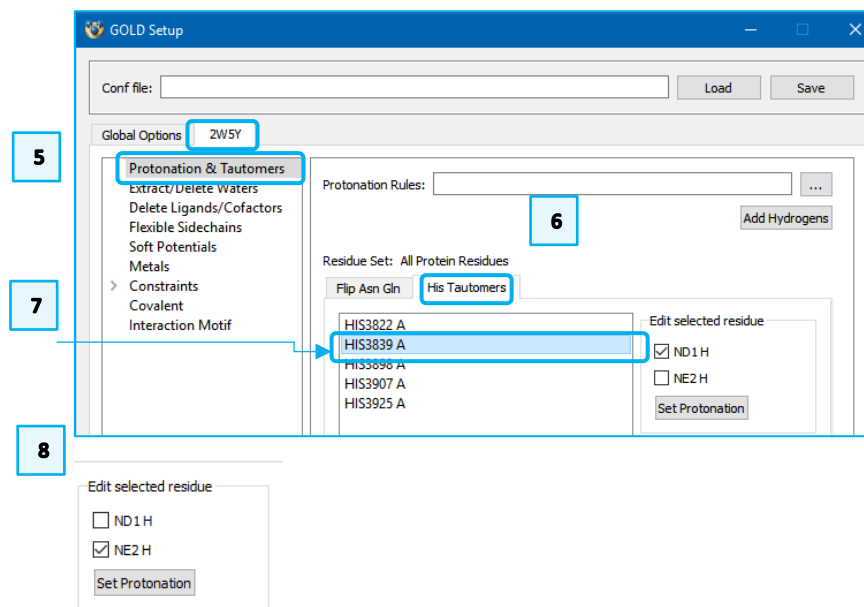 GOLD Setup
Conf file:
Load
Save
Global Options
2W5Y
5
Protonation & Tautomers
Extract/Delete Waters
Delete Ligands/Cofactors
Flexible Sidechains
Soft Potentials
Metals
Constraints
Covalent
Interaction Motif
Protonation Rules:
...
6
Add Hydrogens
Residue Set: All Protein Residues
Flip Asn Gln
His Tautomers
7
HIS3822 A
HIS3839 A
HIS3898 A
HIS3907 A
HIS3925 A
Edit selected residue
ND1 H
NE2 H
Set Protonation
8
Edit selected residue
ND1 H
NE2 H
Set Protonation